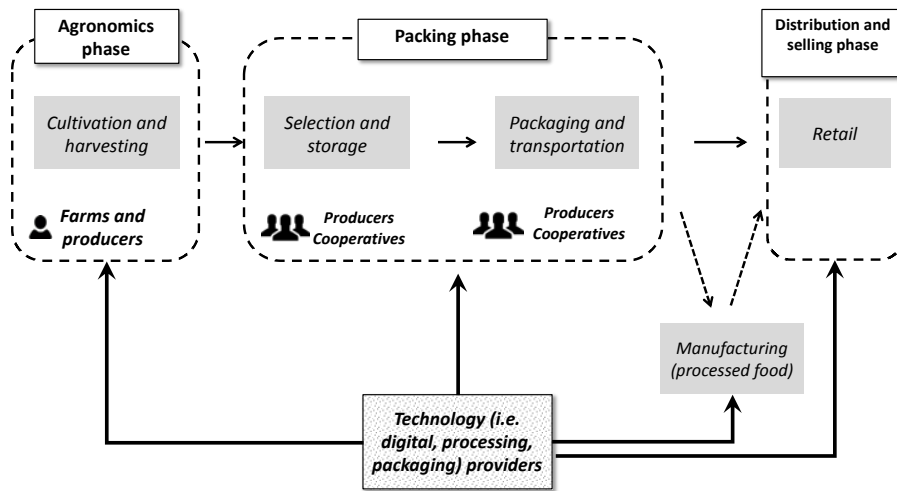 Agronomics
phase
Packing phase
Distribution and
selling phase
Cultivation and
harvesting
Selection and
storage
Packaging and
transportation
Retail
Farms and
producers
Producers
Cooperatives
Producers
Cooperatives
Manufacturing
(processed food)
Technology (i.e.
digital, processing,
packaging) providers